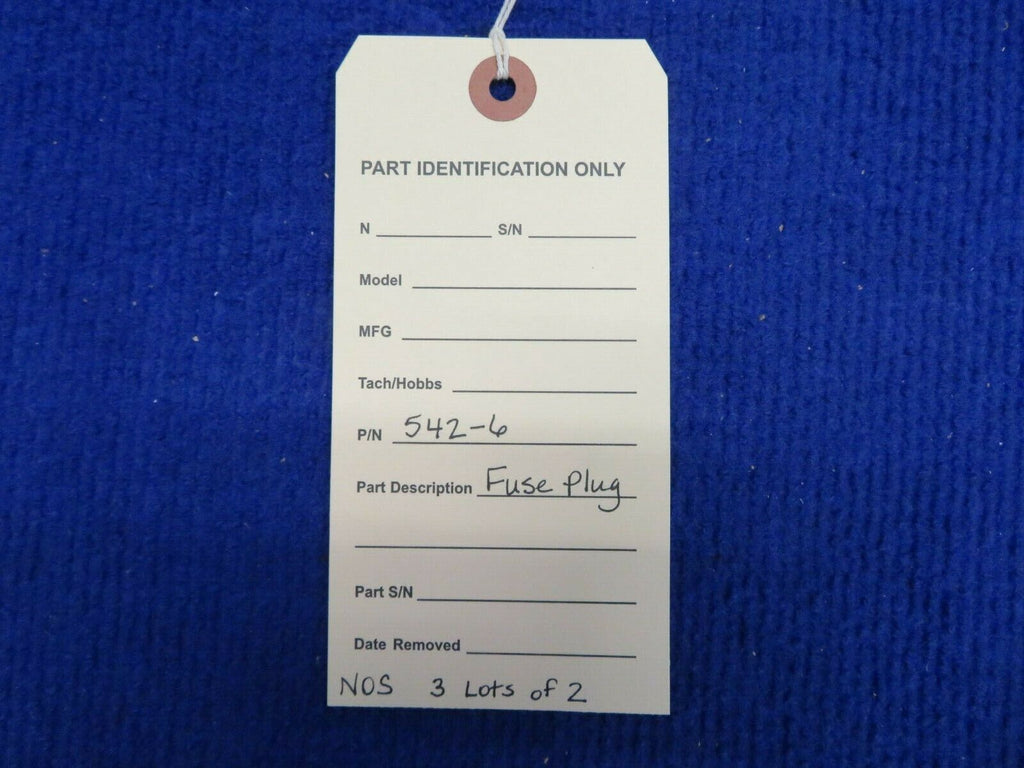 PART IDENTIFICATION ONLY
N S/N
Model
MFG
Tach/Hobbs
P/N 542-6
Part Description Fuse Plug
Part S/N
Date Removed
NOS 3 Lots of 2